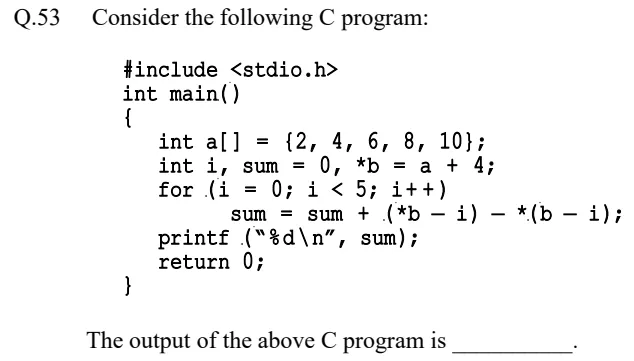 Q.53 Consider the following C program:
#include <stdio.h>
int main()
{
int a[] = {2, 4, 6, 8, 10};
int i, sum = 0, *b = a + 4;
for (i = 0; i < 5; i++)
sum = sum + (*b – i) – *(b – i);
printf (“%d\n”, sum);
return 0;
}
The output of the above C program is __________.